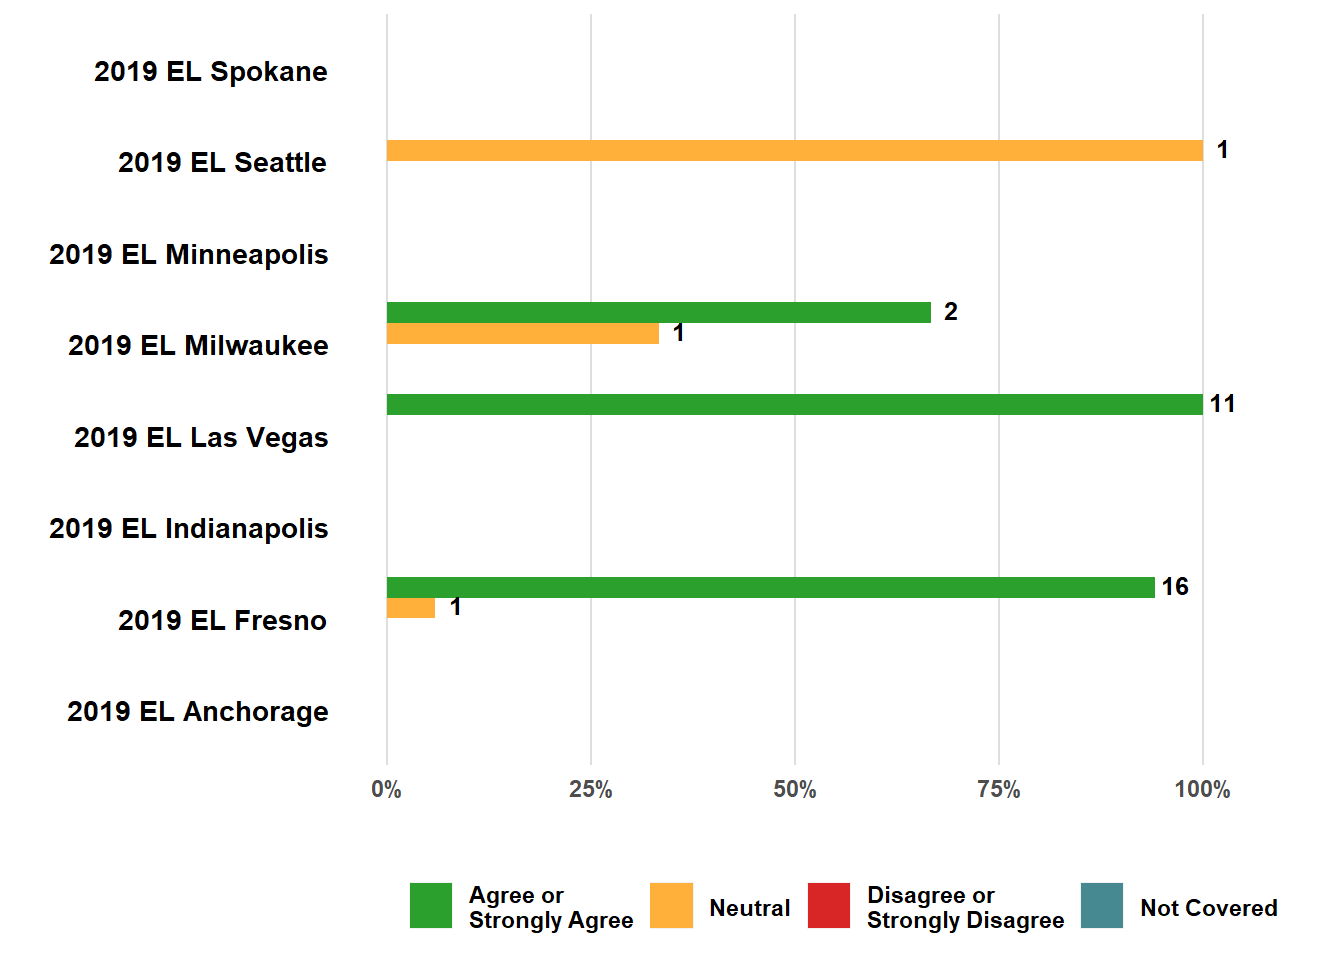 2019 EL Spokane
2019 EL Seattle
1
2019 EL Minneapolis
2
1
2019 EL Milwaukee
11
2019 EL Las Vegas
2019 EL Indianapolis
16
1
2019 EL Fresno
2019 EL Anchorage
0% 25% 50% 75% 100%
Agree or
Strongly Agree
Neutral
Disagree or
Strongly Disagree
Not Covered